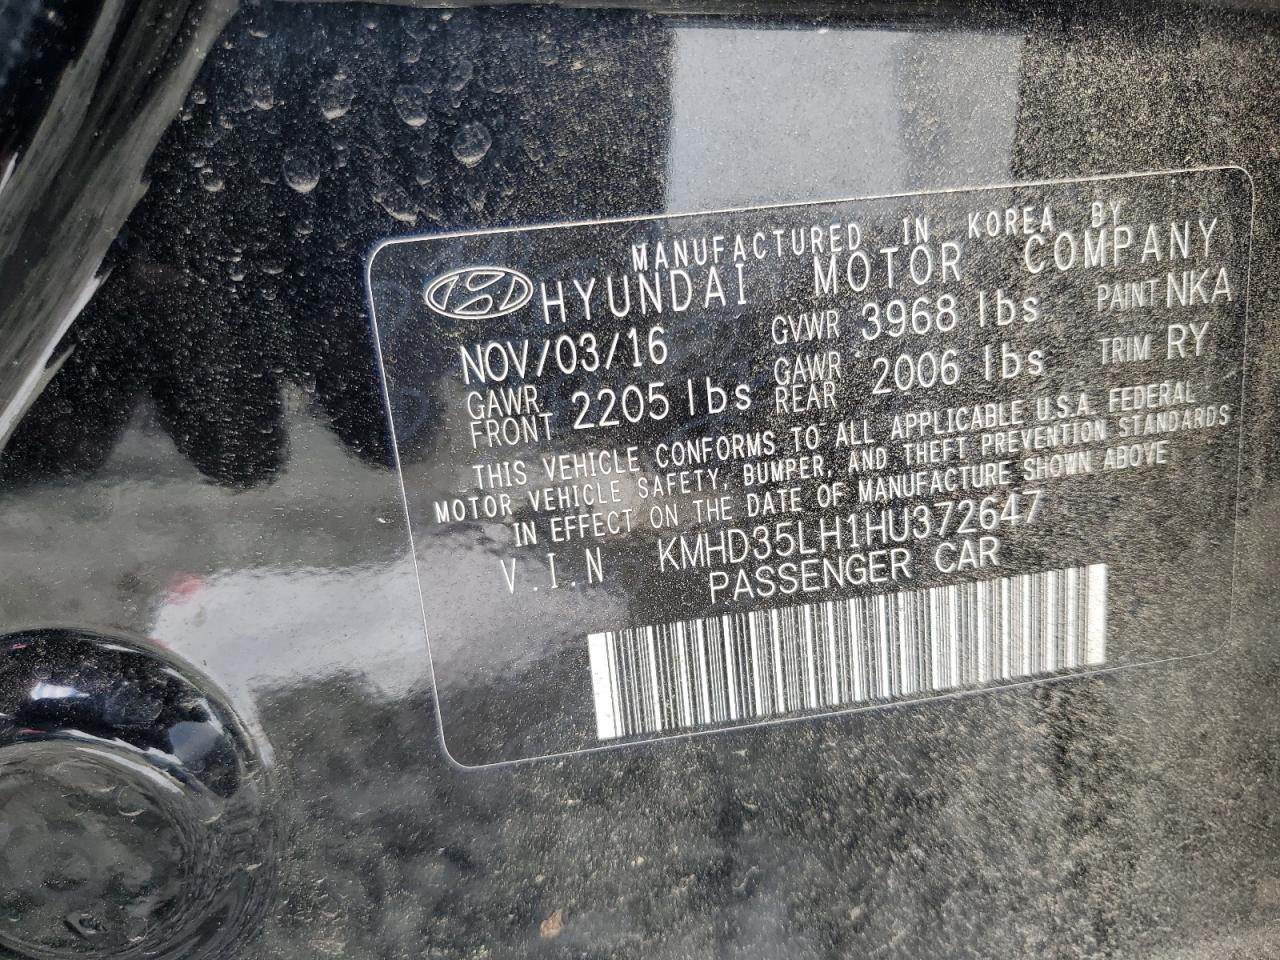 MANUFACTURED IN KOREA BY
HYUNDAI MOTOR COMPANY
NOV/03/16 GVWR 3968 lbs PAINT NKA
GAWR FRONT 2205 lbs GAWR REAR 2006 lbs TRIM RY
THIS VEHICLE CONFORMS TO ALL APPLICABLE U.S.A. FEDERAL
MOTOR VEHICLE SAFETY, BUMPER, AND THEFT PREVENTION STANDARDS
IN EFFECT ON THE DATE OF MANUFACTURE SHOWN ABOVE
V.I.N KMHD35LH1HU372647
PASSENGER CAR